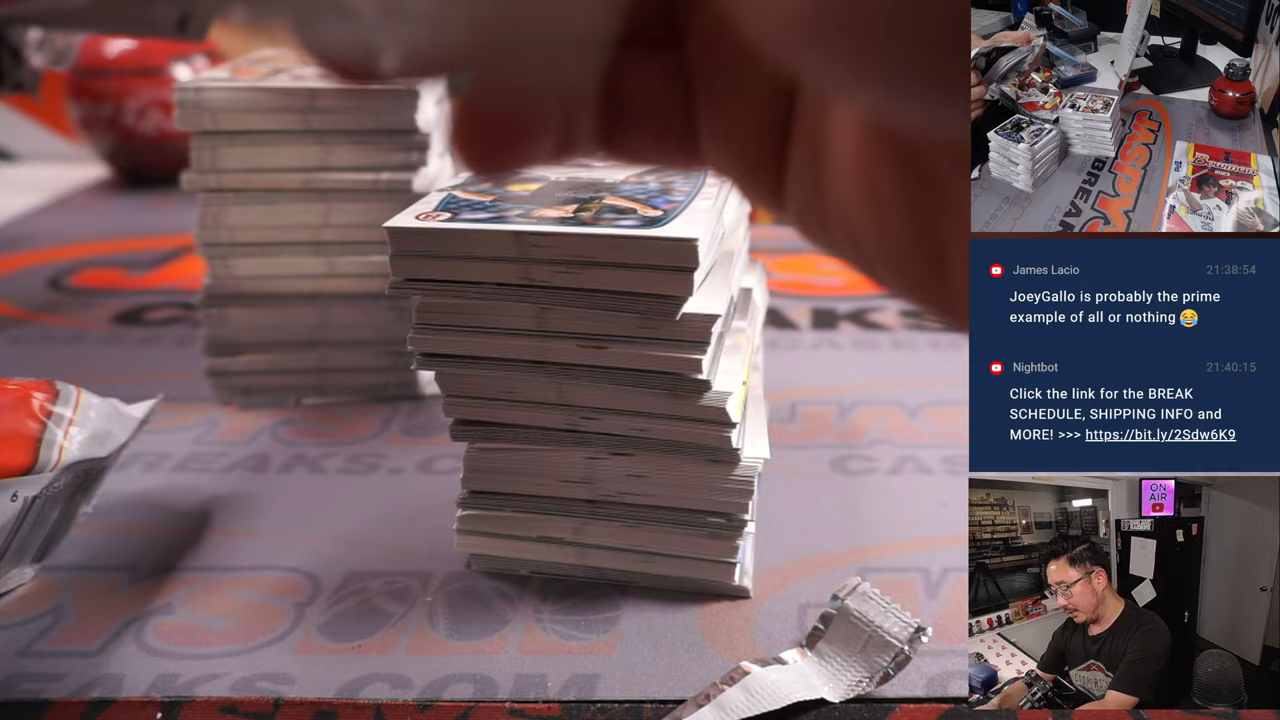 James Lacio 21:38:54
JoeyGallo is probably the prime
example of all or nothing 😂
Nightbot 21:40:15
Click the link for the BREAK
SCHEDULE, SHIPPING INFO and
MORE! >>> https://bit.ly/2Sdw6K9
ON
AIR
Bowman
JASPY'S
BREAKS.COM
6